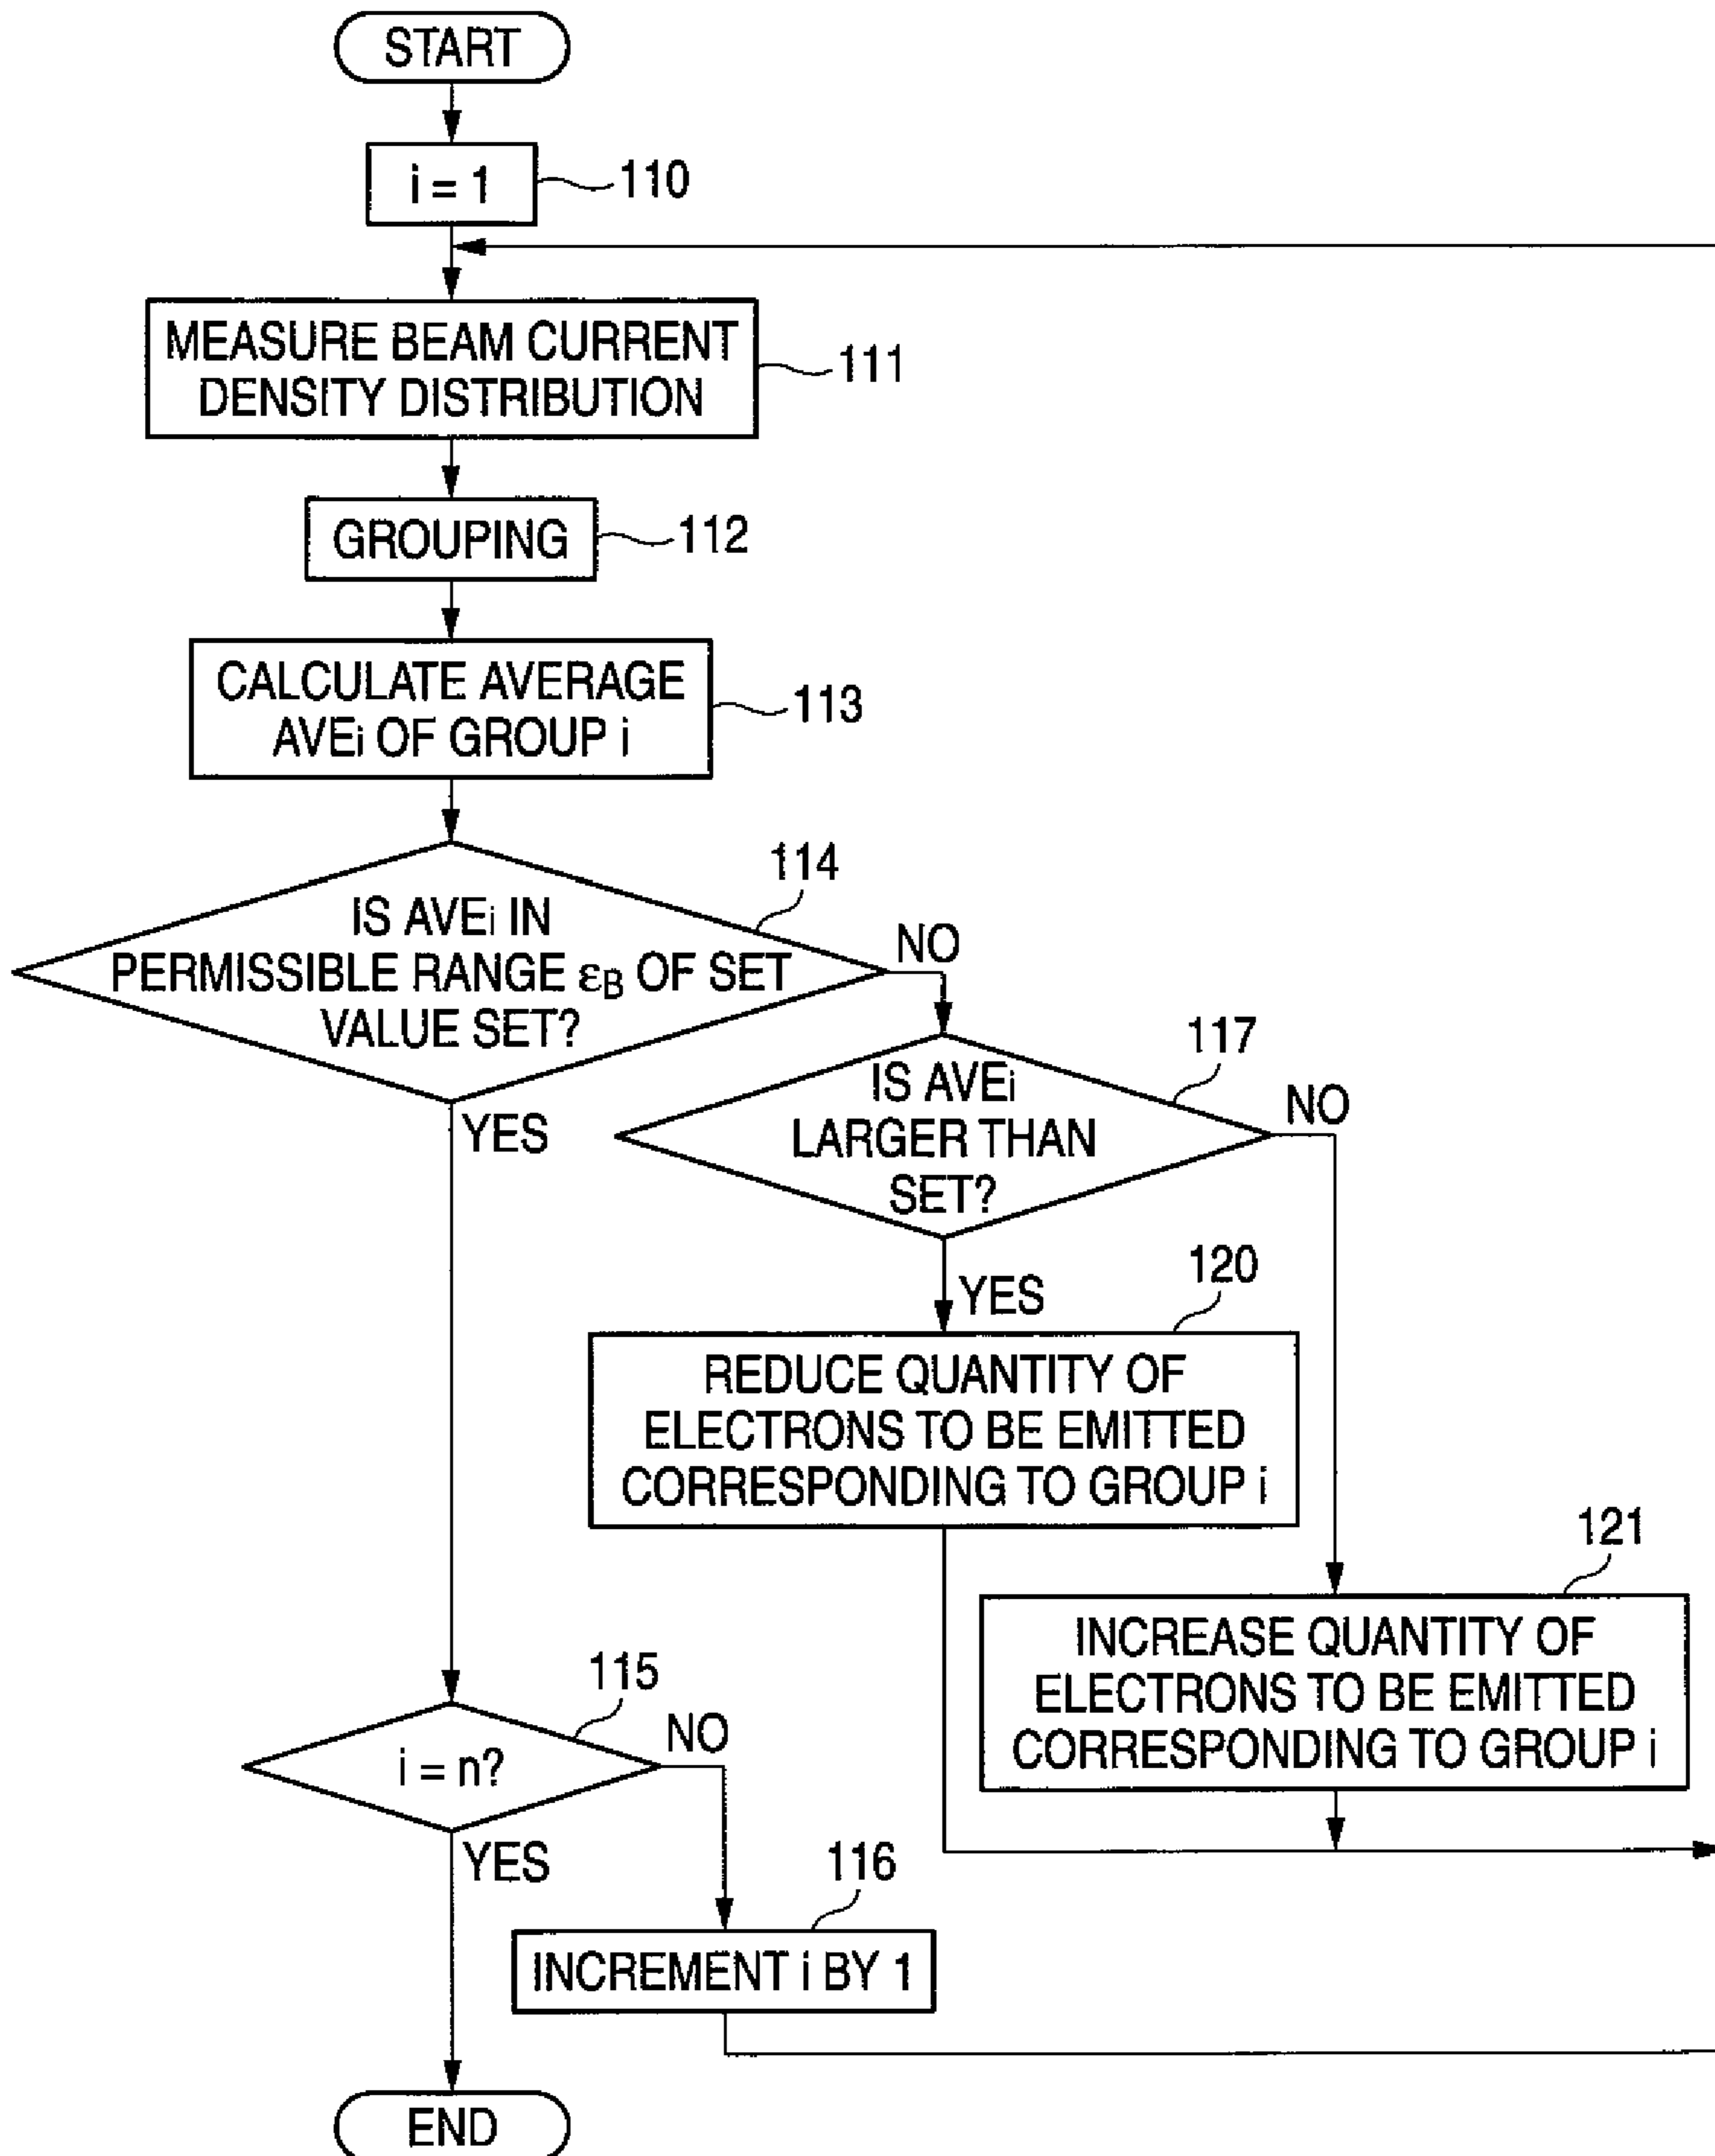 START
i = 1
110
MEASURE BEAM CURRENT
DENSITY DISTRIBUTION
111
GROUPING
112
CALCULATE AVERAGE
AVEi OF GROUP i
113
114
IS AVEi IN
PERMISSIBLE RANGE εB OF SET
VALUE SET?
NO
YES
117
IS AVEi
LARGER THAN
SET?
NO
YES
120
REDUCE QUANTITY OF
ELECTRONS TO BE EMITTED
CORRESPONDING TO GROUP i
121
INCREASE QUANTITY OF
ELECTRONS TO BE EMITTED
CORRESPONDING TO GROUP i
115
i = n?
NO
YES
116
INCREMENT i BY 1
END